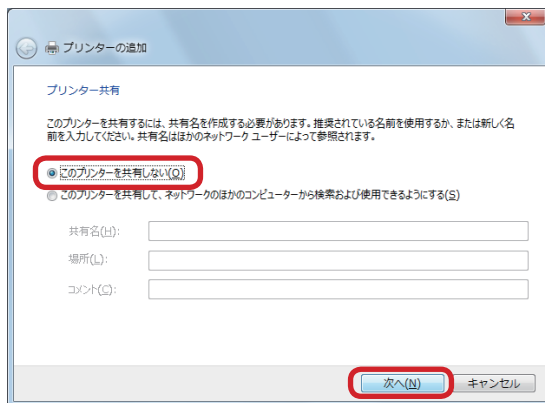 プリンターの追加
プリンター共有
このプリンターを共有するには、共有名を作成する必要があります。推奨されている名前を使用するか、または新しく名
前を入力してください。共有名はほかのネットワーク ユーザーによって参照されます。
このプリンターを共有しない(O)
このプリンターを共有して、ネットワークのほかのコンピューターから検索および使用できるようにする(S)
共有名(H):
場所(L):
コメント(C):
次へ(N) キャンセル